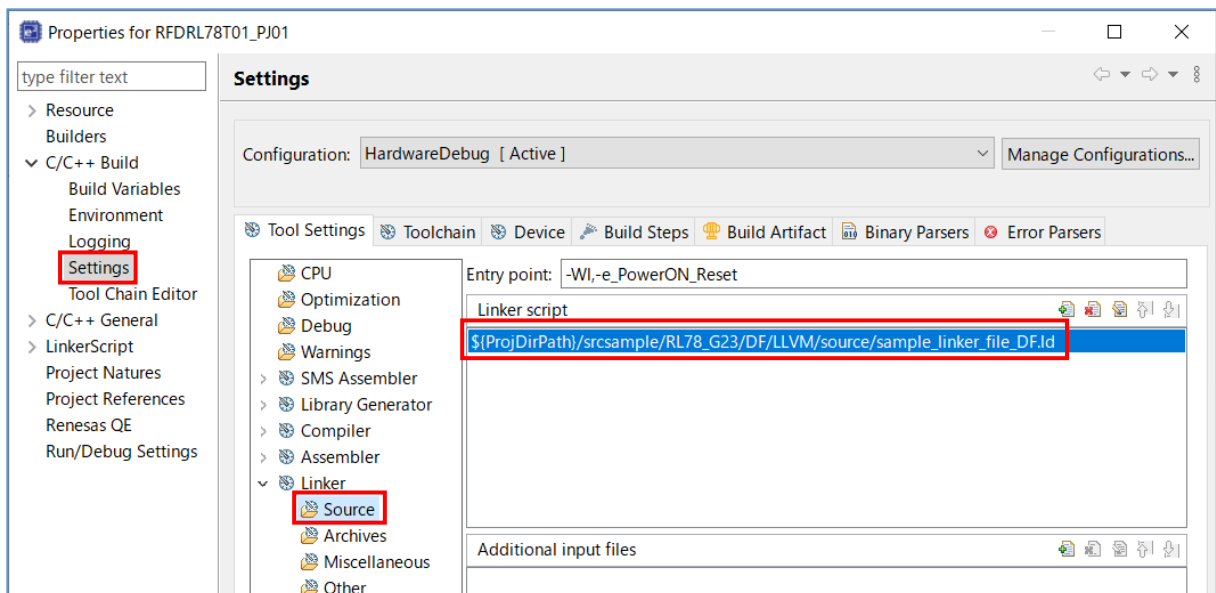 Properties for RFDRL78T01_PJ01
type filter text
Resource
Builders
C/C++ Build
Build Variables
Environment
Logging
Settings
Tool Chain Editor
C/C++ General
LinkerScript
Project Natures
Project References
Renesas QE
Run/Debug Settings
Settings
Configuration: HardwareDebug [ Active ] Manage Configurations...
Tool Settings Toolchain Device Build Steps Build Artifact Binary Parsers Error Parsers
CPU
Optimization
Debug
Warnings
SMS Assembler
Library Generator
Compiler
Assembler
Linker
Source
Archives
Miscellaneous
Other
Entry point: -Wl,-e_PowerON_Reset
Linker script
${ProjDirPath}/srcsample/RL78_G23/DF/LLVM/source/sample_linker_file_DF.ld
Additional input files